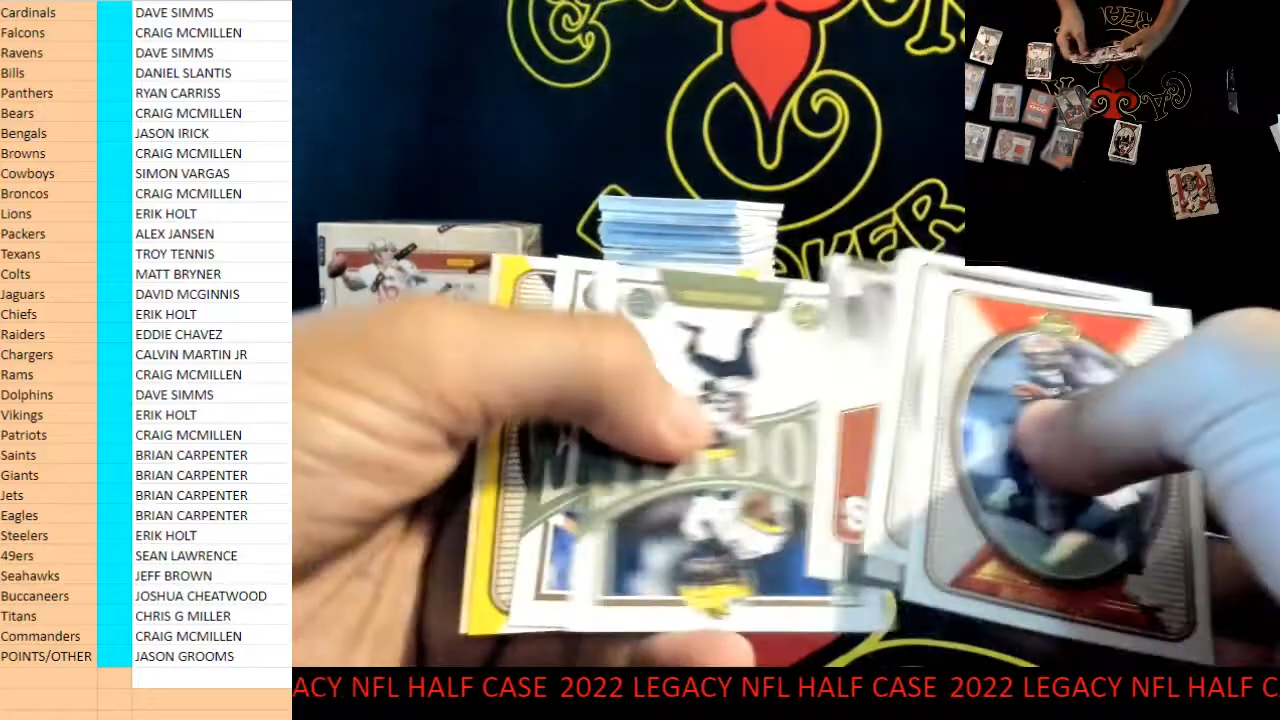 Cardinals DAVE SIMMS
Falcons CRAIG MCMILLEN
Ravens DAVE SIMMS
Bills DANIEL SLANTIS
Panthers RYAN CARRISS
Bears CRAIG MCMILLEN
Bengals JASON IRICK
Browns CRAIG MCMILLEN
Cowboys SIMON VARGAS
Broncos CRAIG MCMILLEN
Lions ERIK HOLT
Packers ALEX JANSEN
Texans TROY TENNIS
Colts MATT BRYNER
Jaguars DAVID MCGINNIS
Chiefs ERIK HOLT
Raiders EDDIE CHAVEZ
Chargers CALVIN MARTIN JR
Rams CRAIG MCMILLEN
Dolphins DAVE SIMMS
Vikings ERIK HOLT
Patriots CRAIG MCMILLEN
Saints BRIAN CARPENTER
Giants BRIAN CARPENTER
Jets BRIAN CARPENTER
Eagles BRIAN CARPENTER
Steelers ERIK HOLT
49ers SEAN LAWRENCE
Seahawks JEFF BROWN
Buccaneers JOSHUA CHEATWOOD
Titans CHRIS G MILLER
Commanders CRAIG MCMILLEN
POINTS/OTHER JASON GROOMS
ACY NFL HALF CASE 2022 LEGACY NFL HALF CASE 2022 LEGACY NFL HALF C